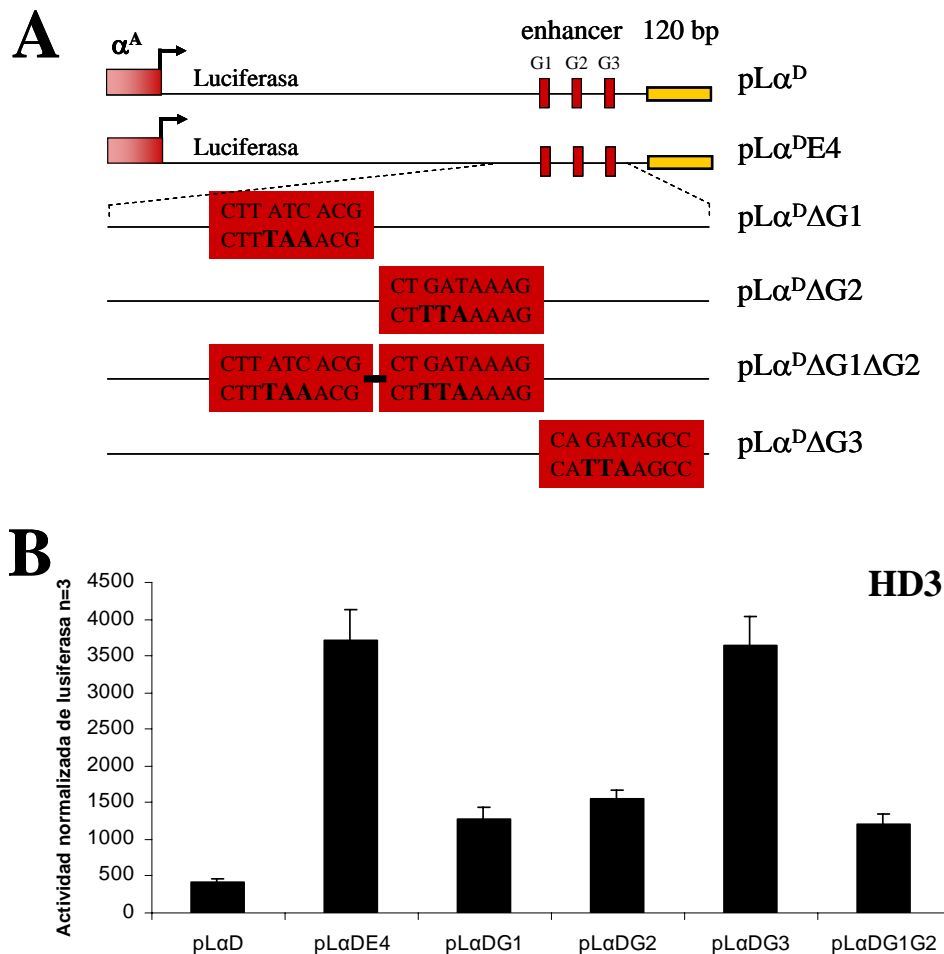 A
α^A
enhancer 120 bp
G1 G2 G3
Luciferasa
pLα^D
Luciferasa
pLα^DE4
CTT ATC ACG
CTTTAAACG
pLα^DΔG1
CT GATAAAG
CTTTAAAAG
pLα^DΔG2
CTT ATC ACG CT GATAAAG
CTTTAAACG CTTTAAAAG
pLα^DΔG1ΔG2
CA GATAGCC
CATTAAGCC
pLα^DΔG3
B
HD3
Actividad normalizada de lusiferasa n=3
4500
4000
3500
3000
2500
2000
1500
1000
500
0
pLαD pLαDE4 pLαDG1 pLαDG2 pLαDG3 pLαDG1G2